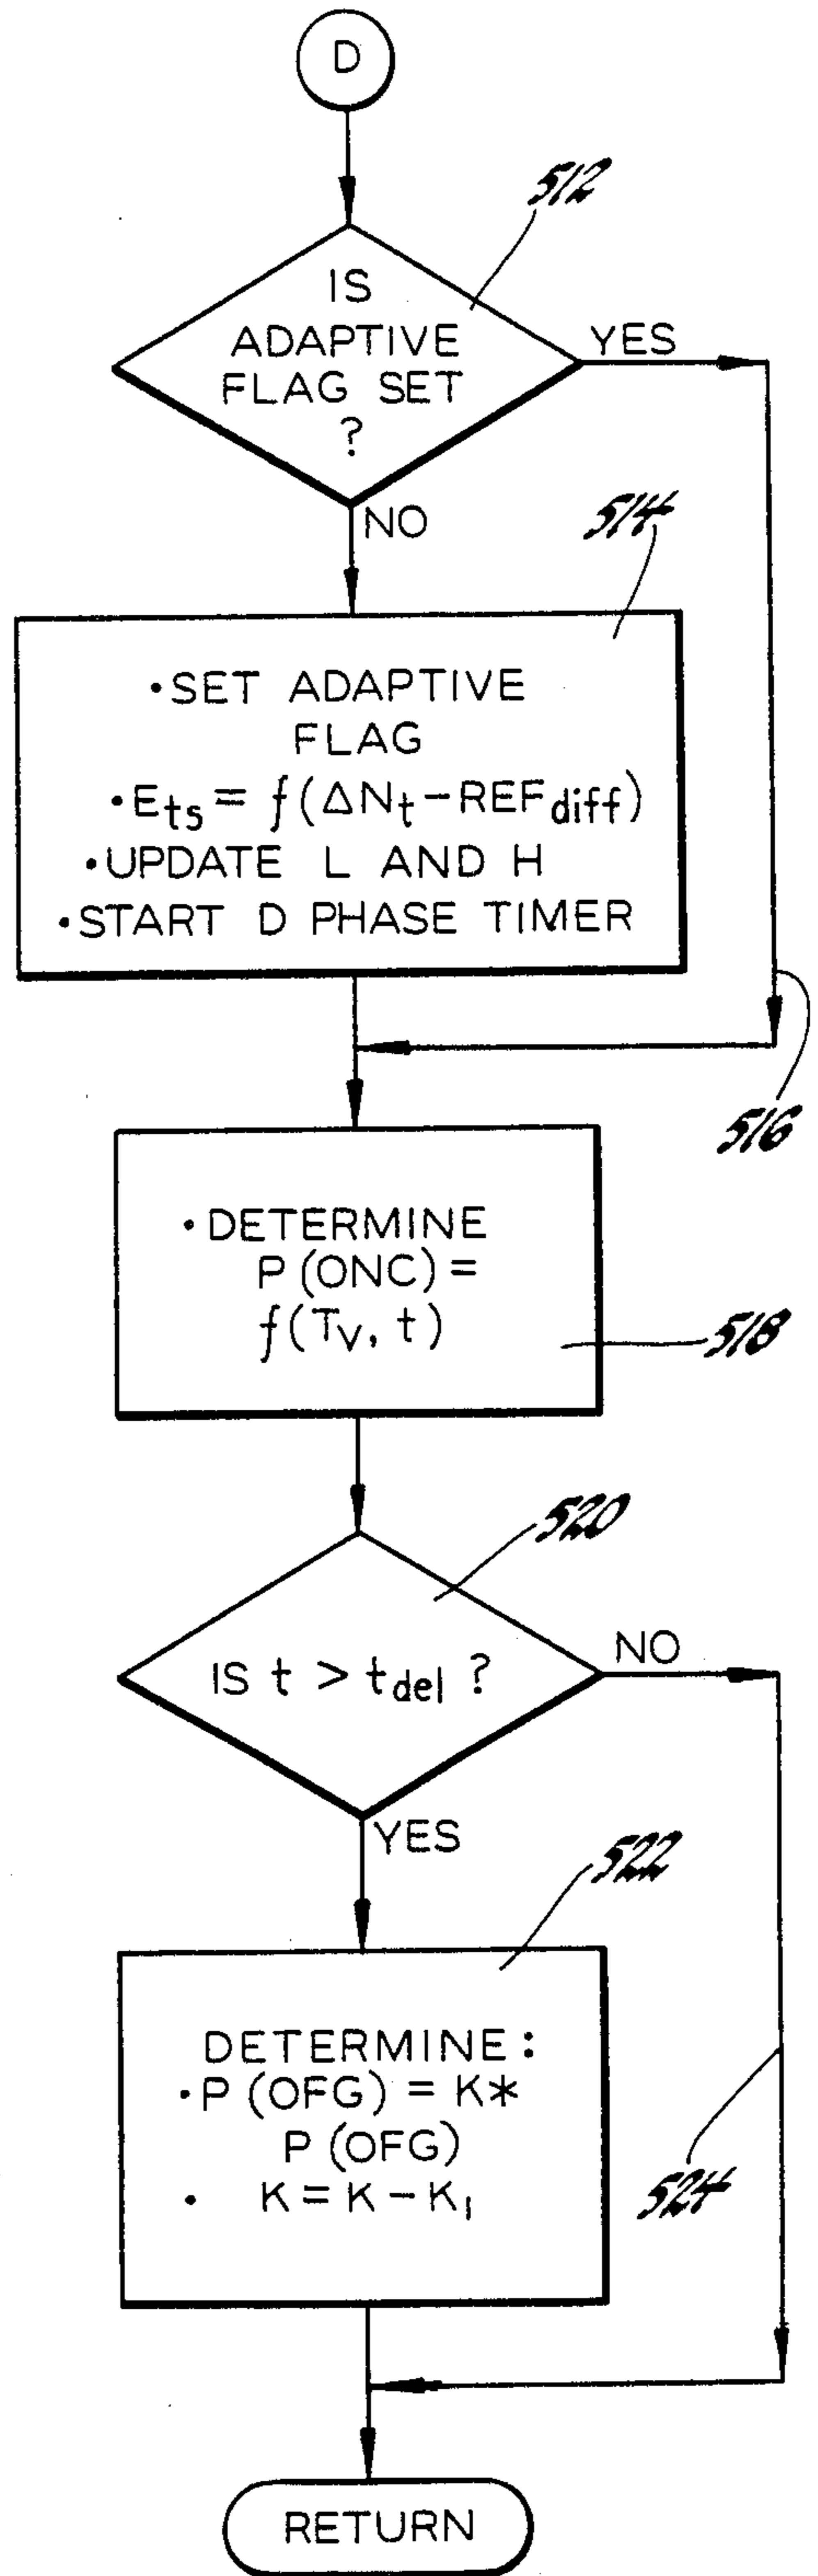 D
512
IS
ADAPTIVE
FLAG SET
?
YES
NO
514
•SET ADAPTIVE
FLAG
•Ets = f(ΔNt-REFdiff)
•UPDATE L AND H
•START D PHASE TIMER
516
•DETERMINE
P(ONC) =
f(Tv, t)
518
520
IS t > tdel ?
NO
YES
522
DETERMINE:
•P(OFG) = K*
P(OFG)
• K = K - K1
524
RETURN